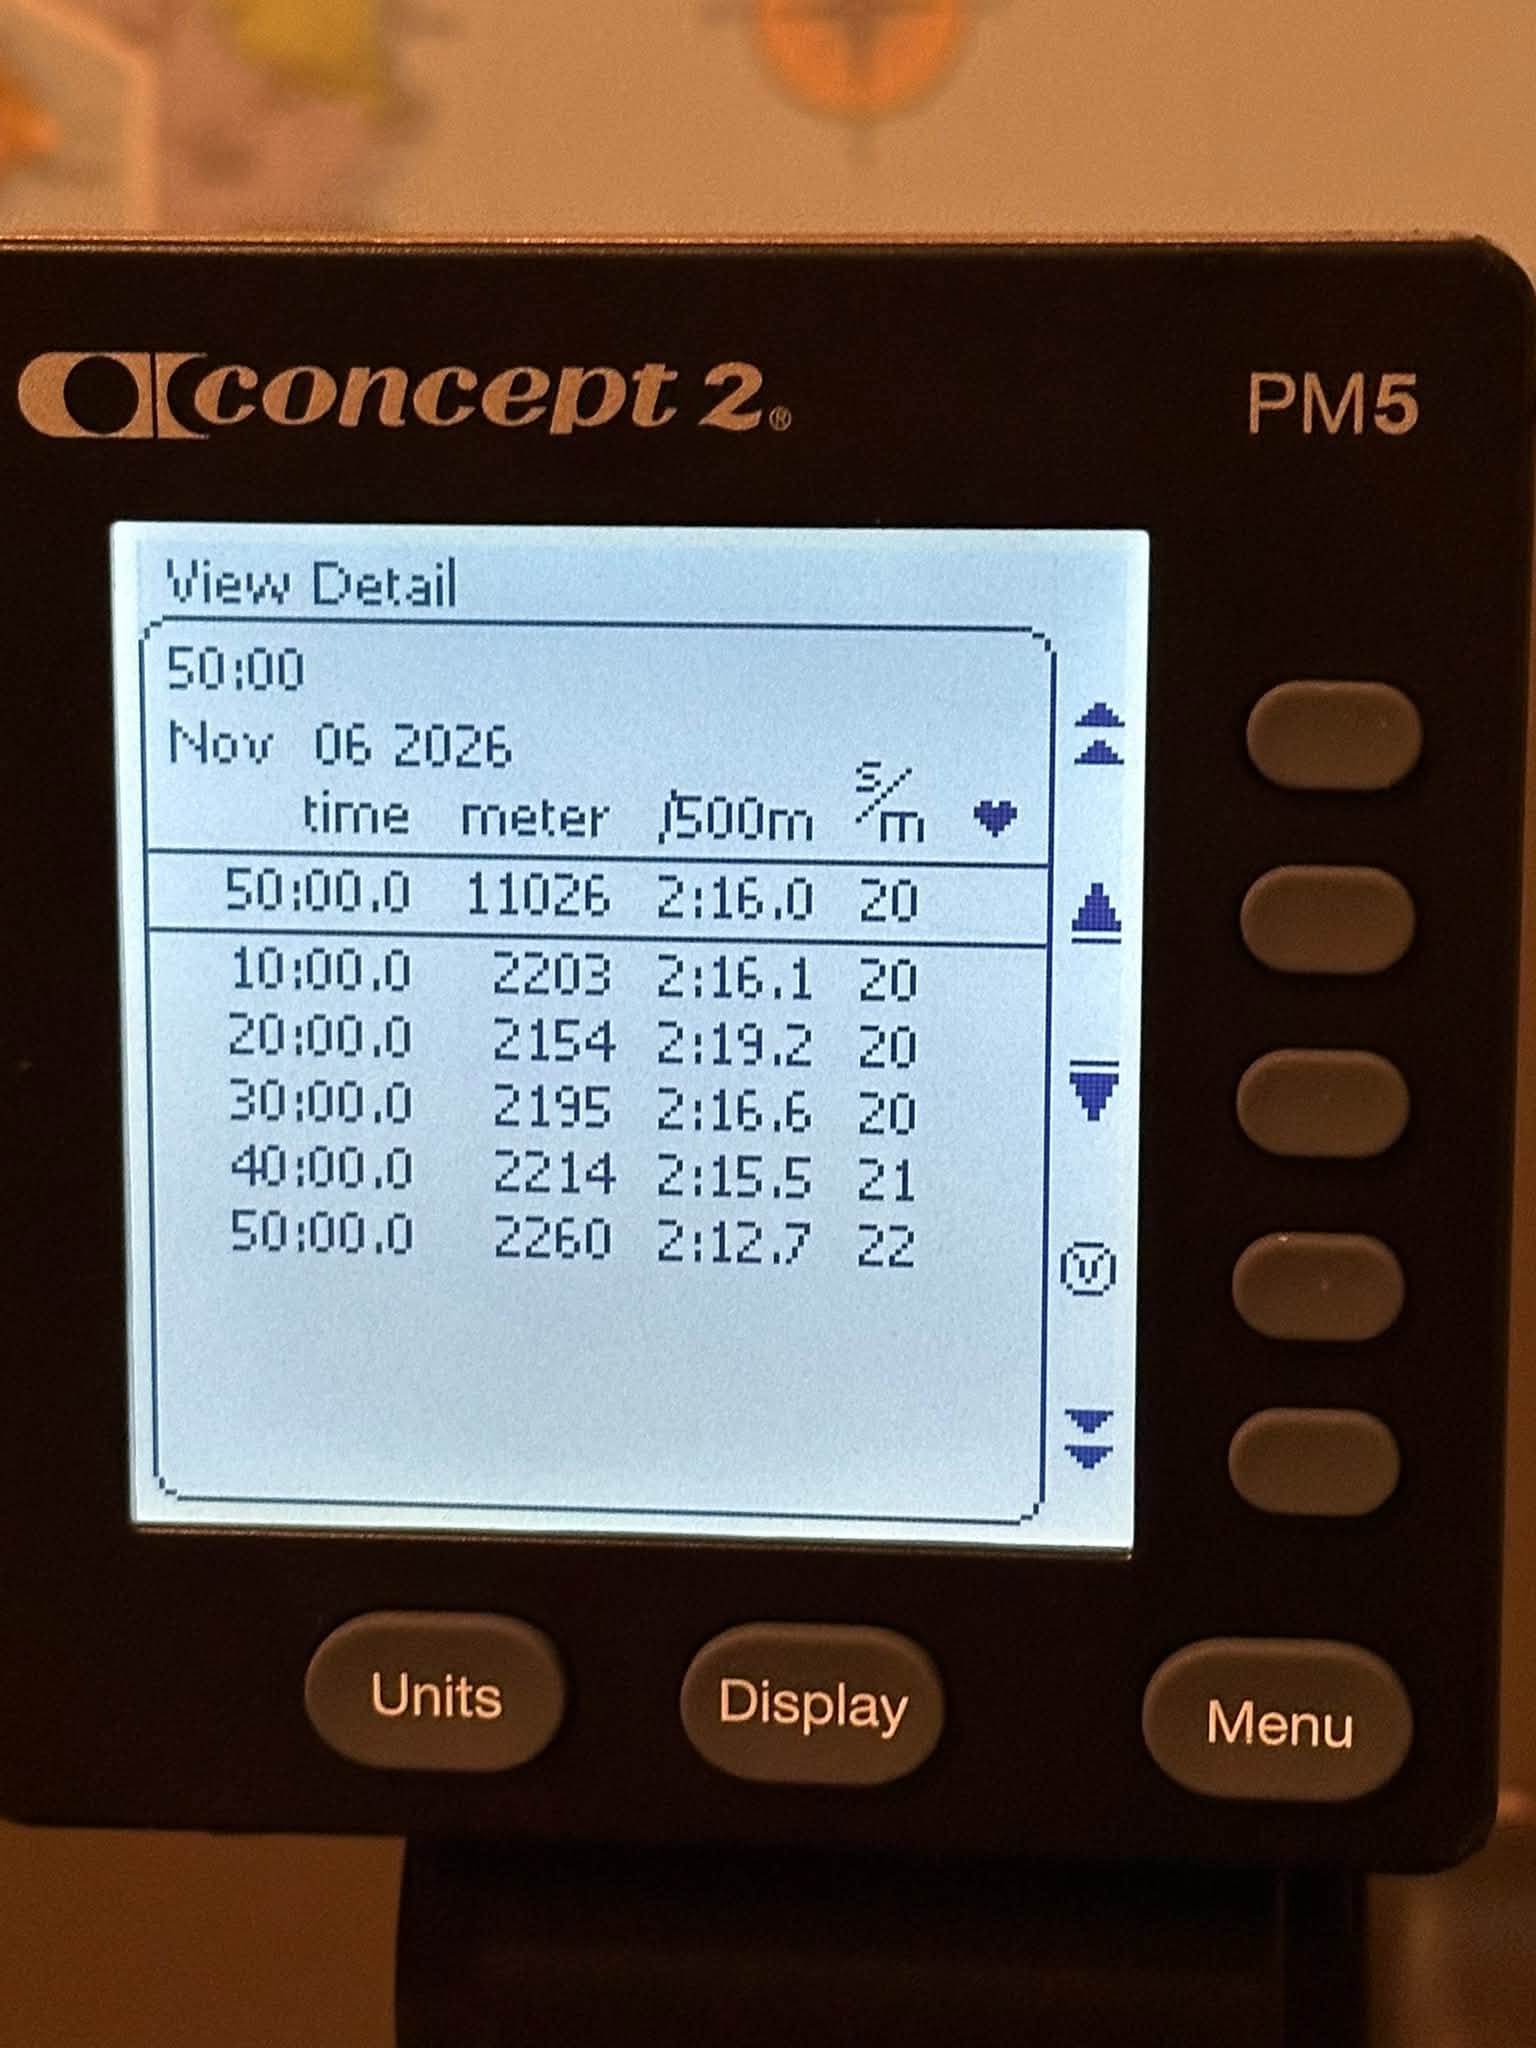 concept 2® PM5
View Detail
50:00
Nov 06 2026
time meter /500m s/m
50:00.0 11026 2:16.0 20
10:00.0 2203 2:16.1 20
20:00.0 2154 2:19.2 20
30:00.0 2195 2:16.6 20
40:00.0 2214 2:15.5 21
50:00.0 2260 2:12.7 22
V
Units Display Menu